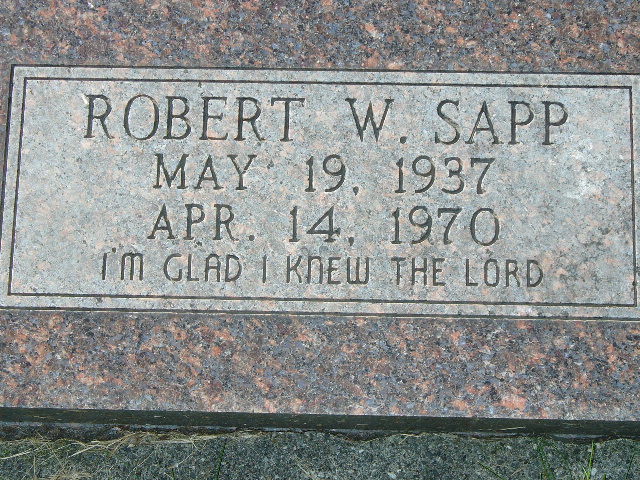 ROBERT W. SAPP
MAY 19, 1937
APR. 14, 1970
I'M GLAD I KNEW THE LORD